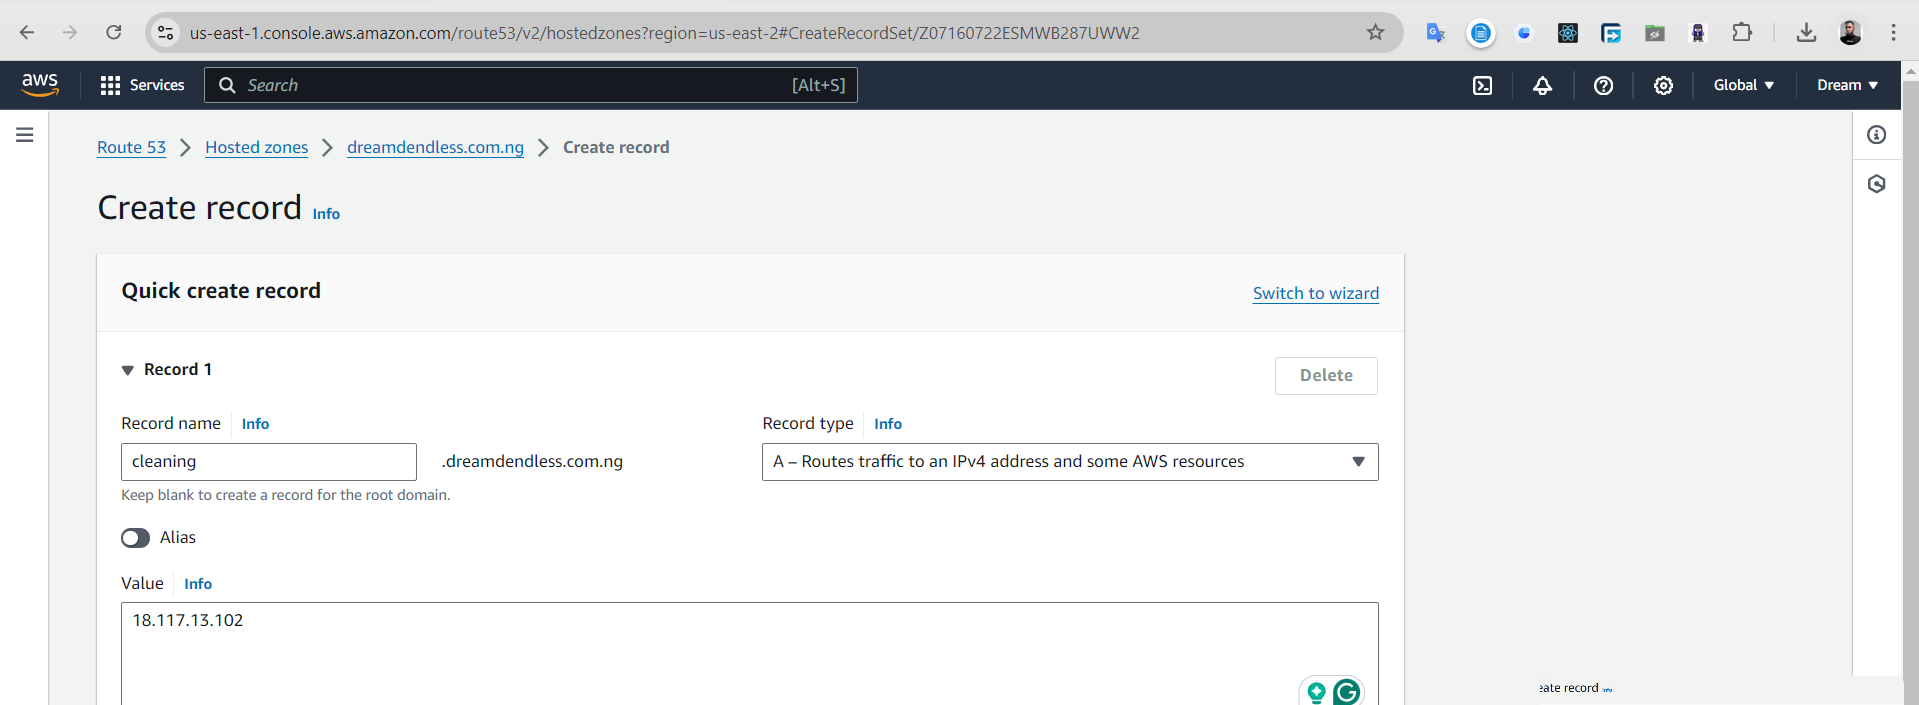 us-east-1.console.aws.amazon.com/route53/v2/hostedzones?region=us-east-2#CreateRecordSet/Z07160722ESMWB287UWW2
aws Services Search [Alt+S] Global Dream
Route 53 Hosted zones dreamdendless.com.ng Create record
Create record Info
Quick create record Switch to wizard
Record 1 Delete
Record name Info Record type Info
cleaning .dreamdendless.com.ng A – Routes traffic to an IPv4 address and some AWS resources
Keep blank to create a record for the root domain.
Alias
Value Info
18.117.13.102
eate record Info